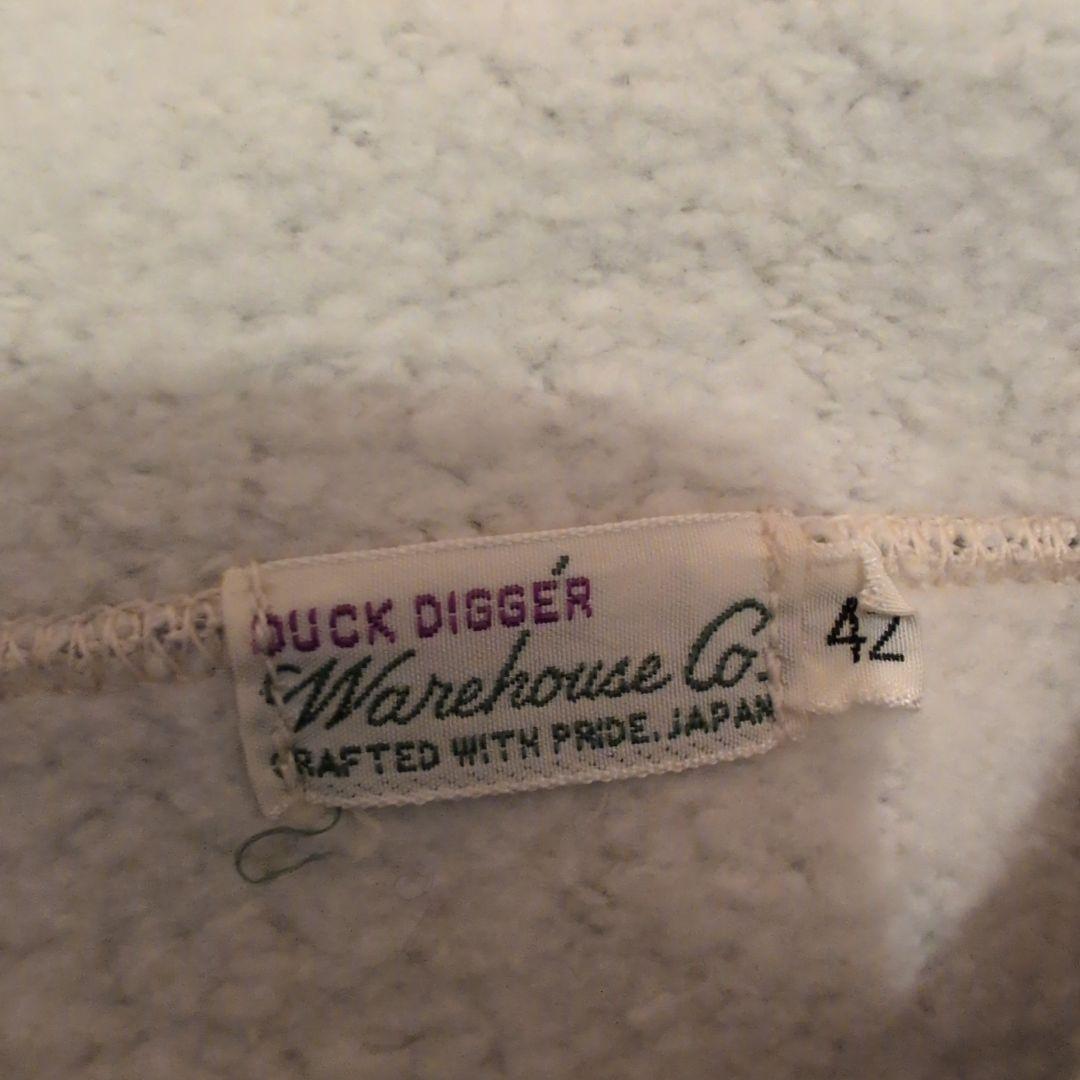 DUCK DIGGER
Warehouse Co.
CRAFTED WITH PRIDE. JAPAN
42